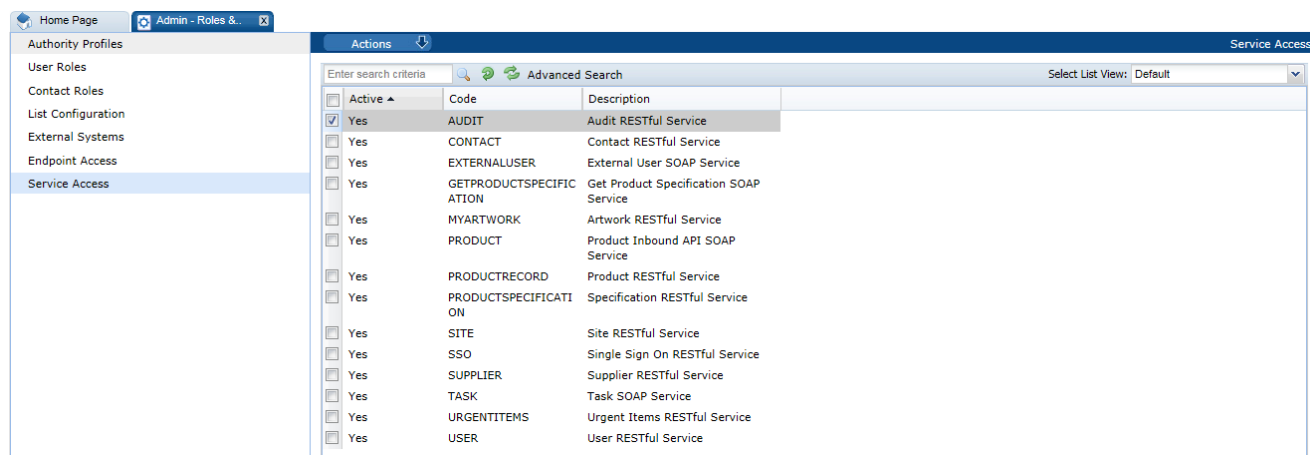 Home Page Admin - Roles &..
Authority Profiles
User Roles
Contact Roles
List Configuration
External Systems
Endpoint Access
Service Access
Actions Service Access
Enter search criteria Advanced Search Select List View: Default
Active Code Description
Yes AUDIT Audit RESTful Service
Yes CONTACT Contact RESTful Service
Yes EXTERNALUSER External User SOAP Service
Yes GETPRODUCTSPECIFIC Get Product Specification SOAP
ATION Service
Yes MYARTWORK Artwork RESTful Service
Yes PRODUCT Product Inbound API SOAP
Service
Yes PRODUCTRECORD Product RESTful Service
Yes PRODUCTSPECIFICATI Specification RESTful Service
ON
Yes SITE Site RESTful Service
Yes SSO Single Sign On RESTful Service
Yes SUPPLIER Supplier RESTful Service
Yes TASK Task SOAP Service
Yes URGENTITEMS Urgent Items RESTful Service
Yes USER User RESTful Service